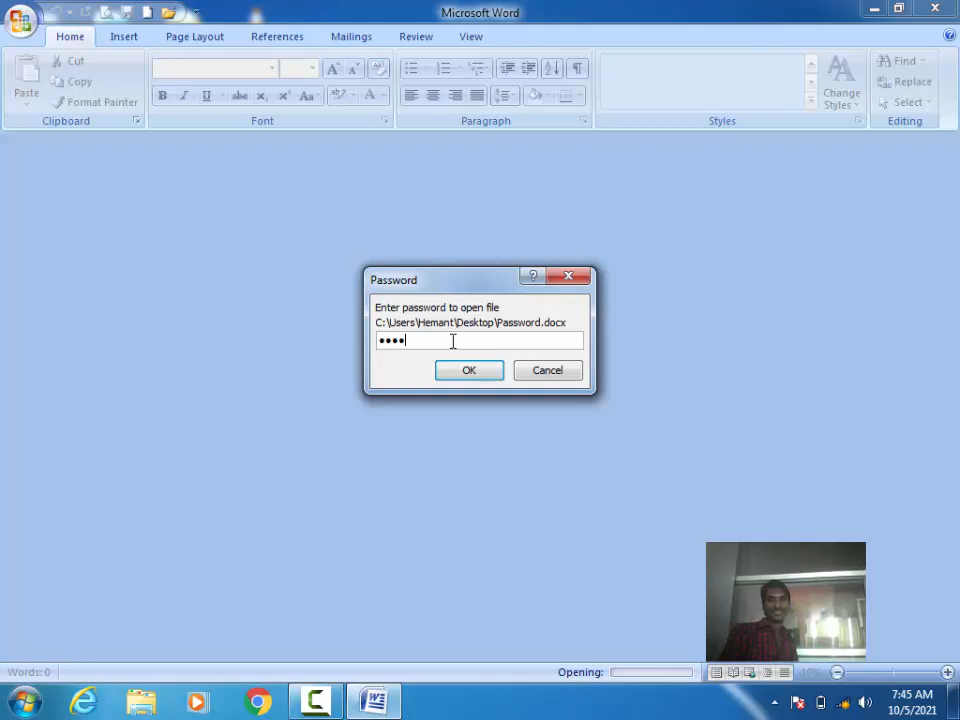 Microsoft Word
Home Insert Page Layout References Mailings Review View
Paste
Cut
Copy
Format Painter
Clipboard
Font
Paragraph
Change
Styles
Styles
Find
Replace
Select
Editing
Password
Enter password to open file
C:\Users\Hemant\Desktop\Password.docx
••••
OK Cancel
Words: 0
Opening:
10%
7:45 AM
10/5/2021